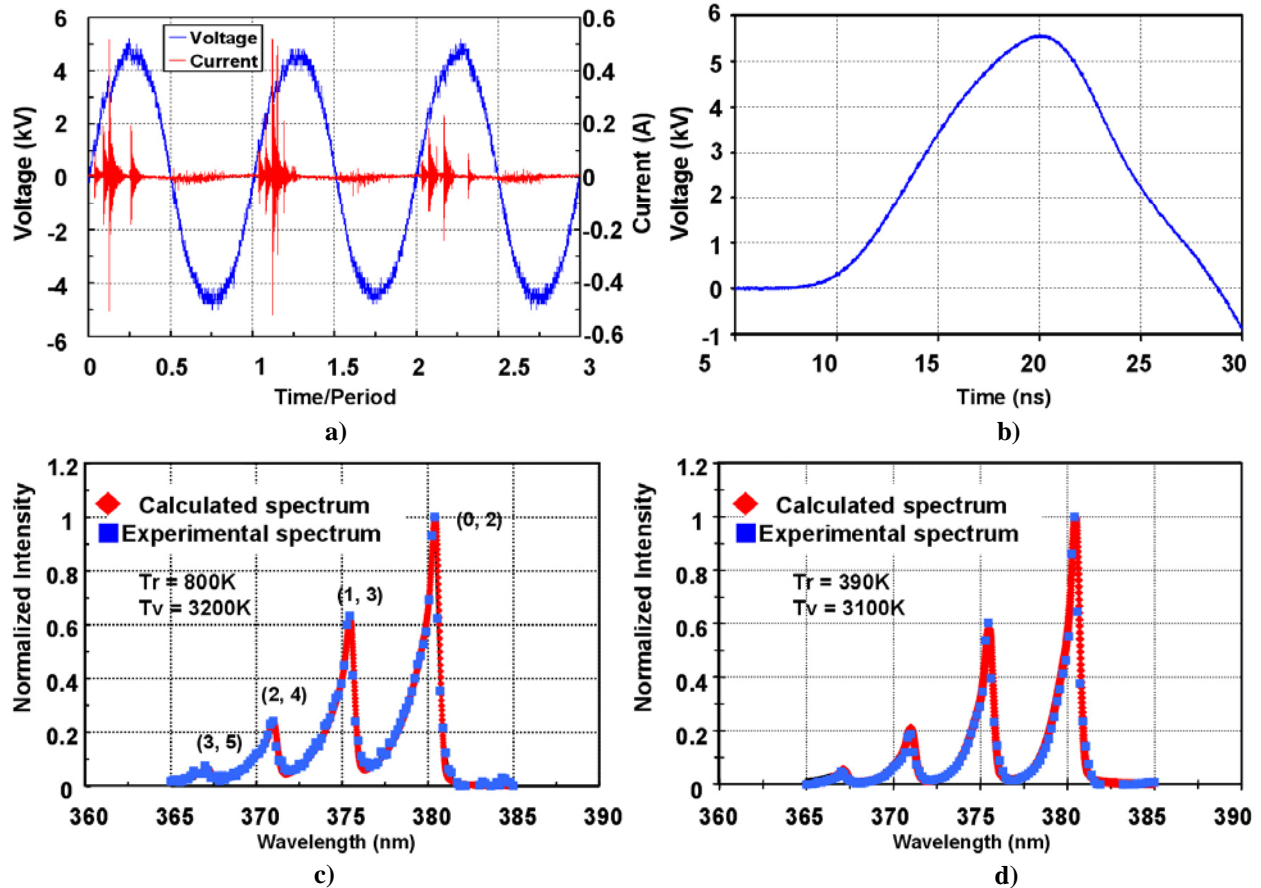 6
4
2
0
-2
-4
-6
Voltage (kV)
Voltage
Current
0.6
0.4
0.2
0
-0.2
-0.4
-0.6
Current (A)
0 0.5 1 1.5 2 2.5 3
Time/Period
a)
6
5
4
3
2
1
0
-1
Voltage (kV)
5 10 15 20 25 30
Time (ns)
b)
1.2
1
0.8
0.6
0.4
0.2
0
Normalized Intensity
Calculated spectrum
Experimental spectrum
(0, 2)
Tr = 800K
Tv = 3200K
(1, 3)
(2, 4)
(3, 5)
360 365 370 375 380 385 390
Wavelength (nm)
c)
1.2
1
0.8
0.6
0.4
0.2
0
Normalized Intensity
Calculated spectrum
Experimental spectrum
Tr = 390K
Tv = 3100K
360 365 370 375 380 385 390
Wavelength (nm)
d)